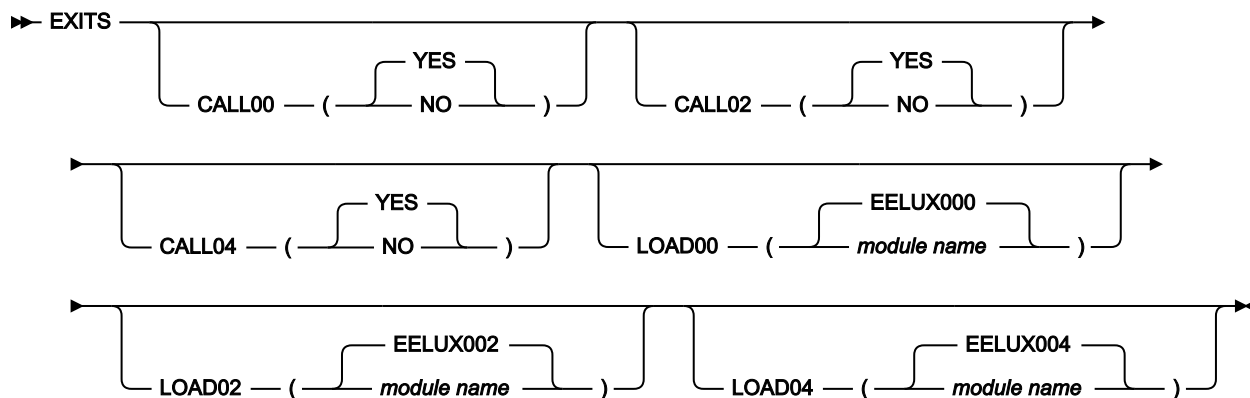 EXITS
YES
YES
CALL00 ( NO ) CALL02 ( NO )
YES
EELUX000
CALL04 ( NO ) LOAD00 ( module name )
EELUX002
EELUX004
LOAD02 ( module name ) LOAD04 ( module name )